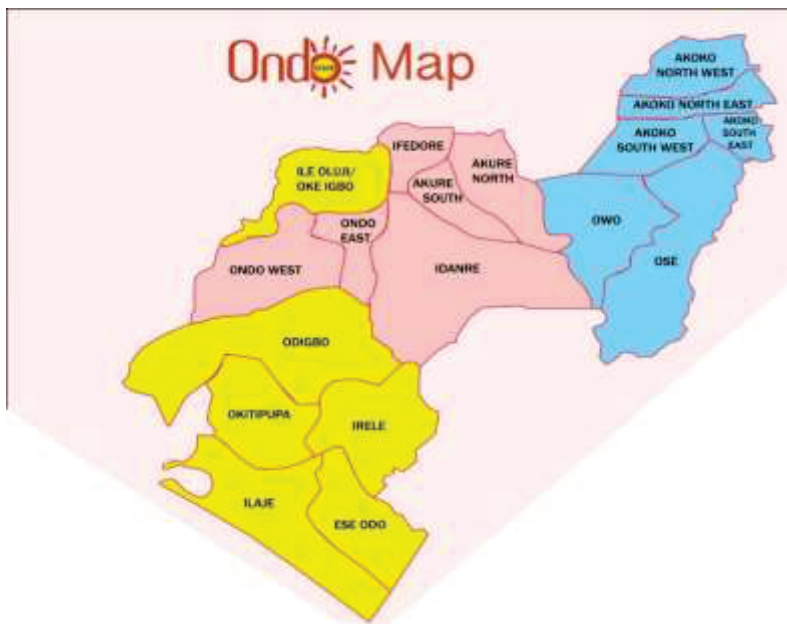 Ondo Map
STATE
AKOKO
NORTH WEST
AKOKO NORTH EAST
AKOKO
SOUTH WEST
AKOKO
SOUTH
EAST
IFEDORE
AKURE
NORTH
AKURE
SOUTH
ILE OLUJI/
OKE IGBO
ONDO
EAST
OWO
OSE
ONDO WEST
IDANRE
ODIGBO
OKITIPUPA
IRELE
ILAJE
ESE ODO